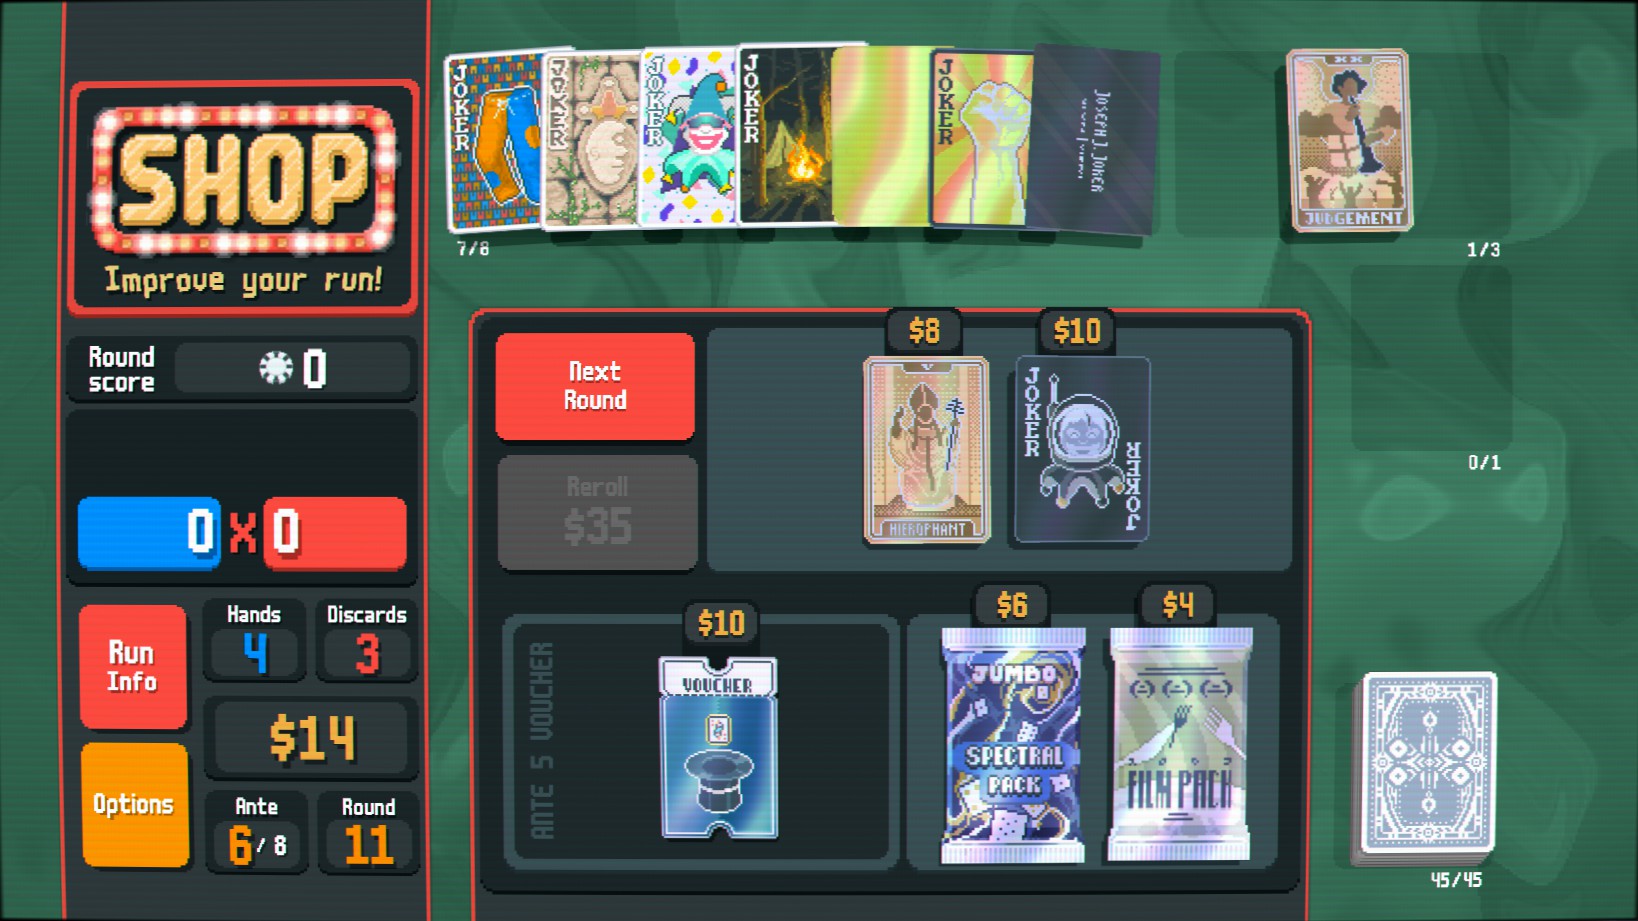 SHOP
Improve your run!
Round
score
0
0 X 0
Run
Info
Hands
4
Discards
3
$14
Options
Ante
6/8
Round
11
JOKER
JOKER
JOKER
JOKER
JOKER
JOSEPH J. JOKER
7/8
JUDGEMENT
1/3
Next
Round
Reroll
$35
$8
HIEROPHANT
$10
JOKER
JOKER
0/1
ANTE 5 VOUCHER
$10
VOUCHER
$6
JUMBO
SPECTRAL
PACK
$4
FILM PACK
45/45